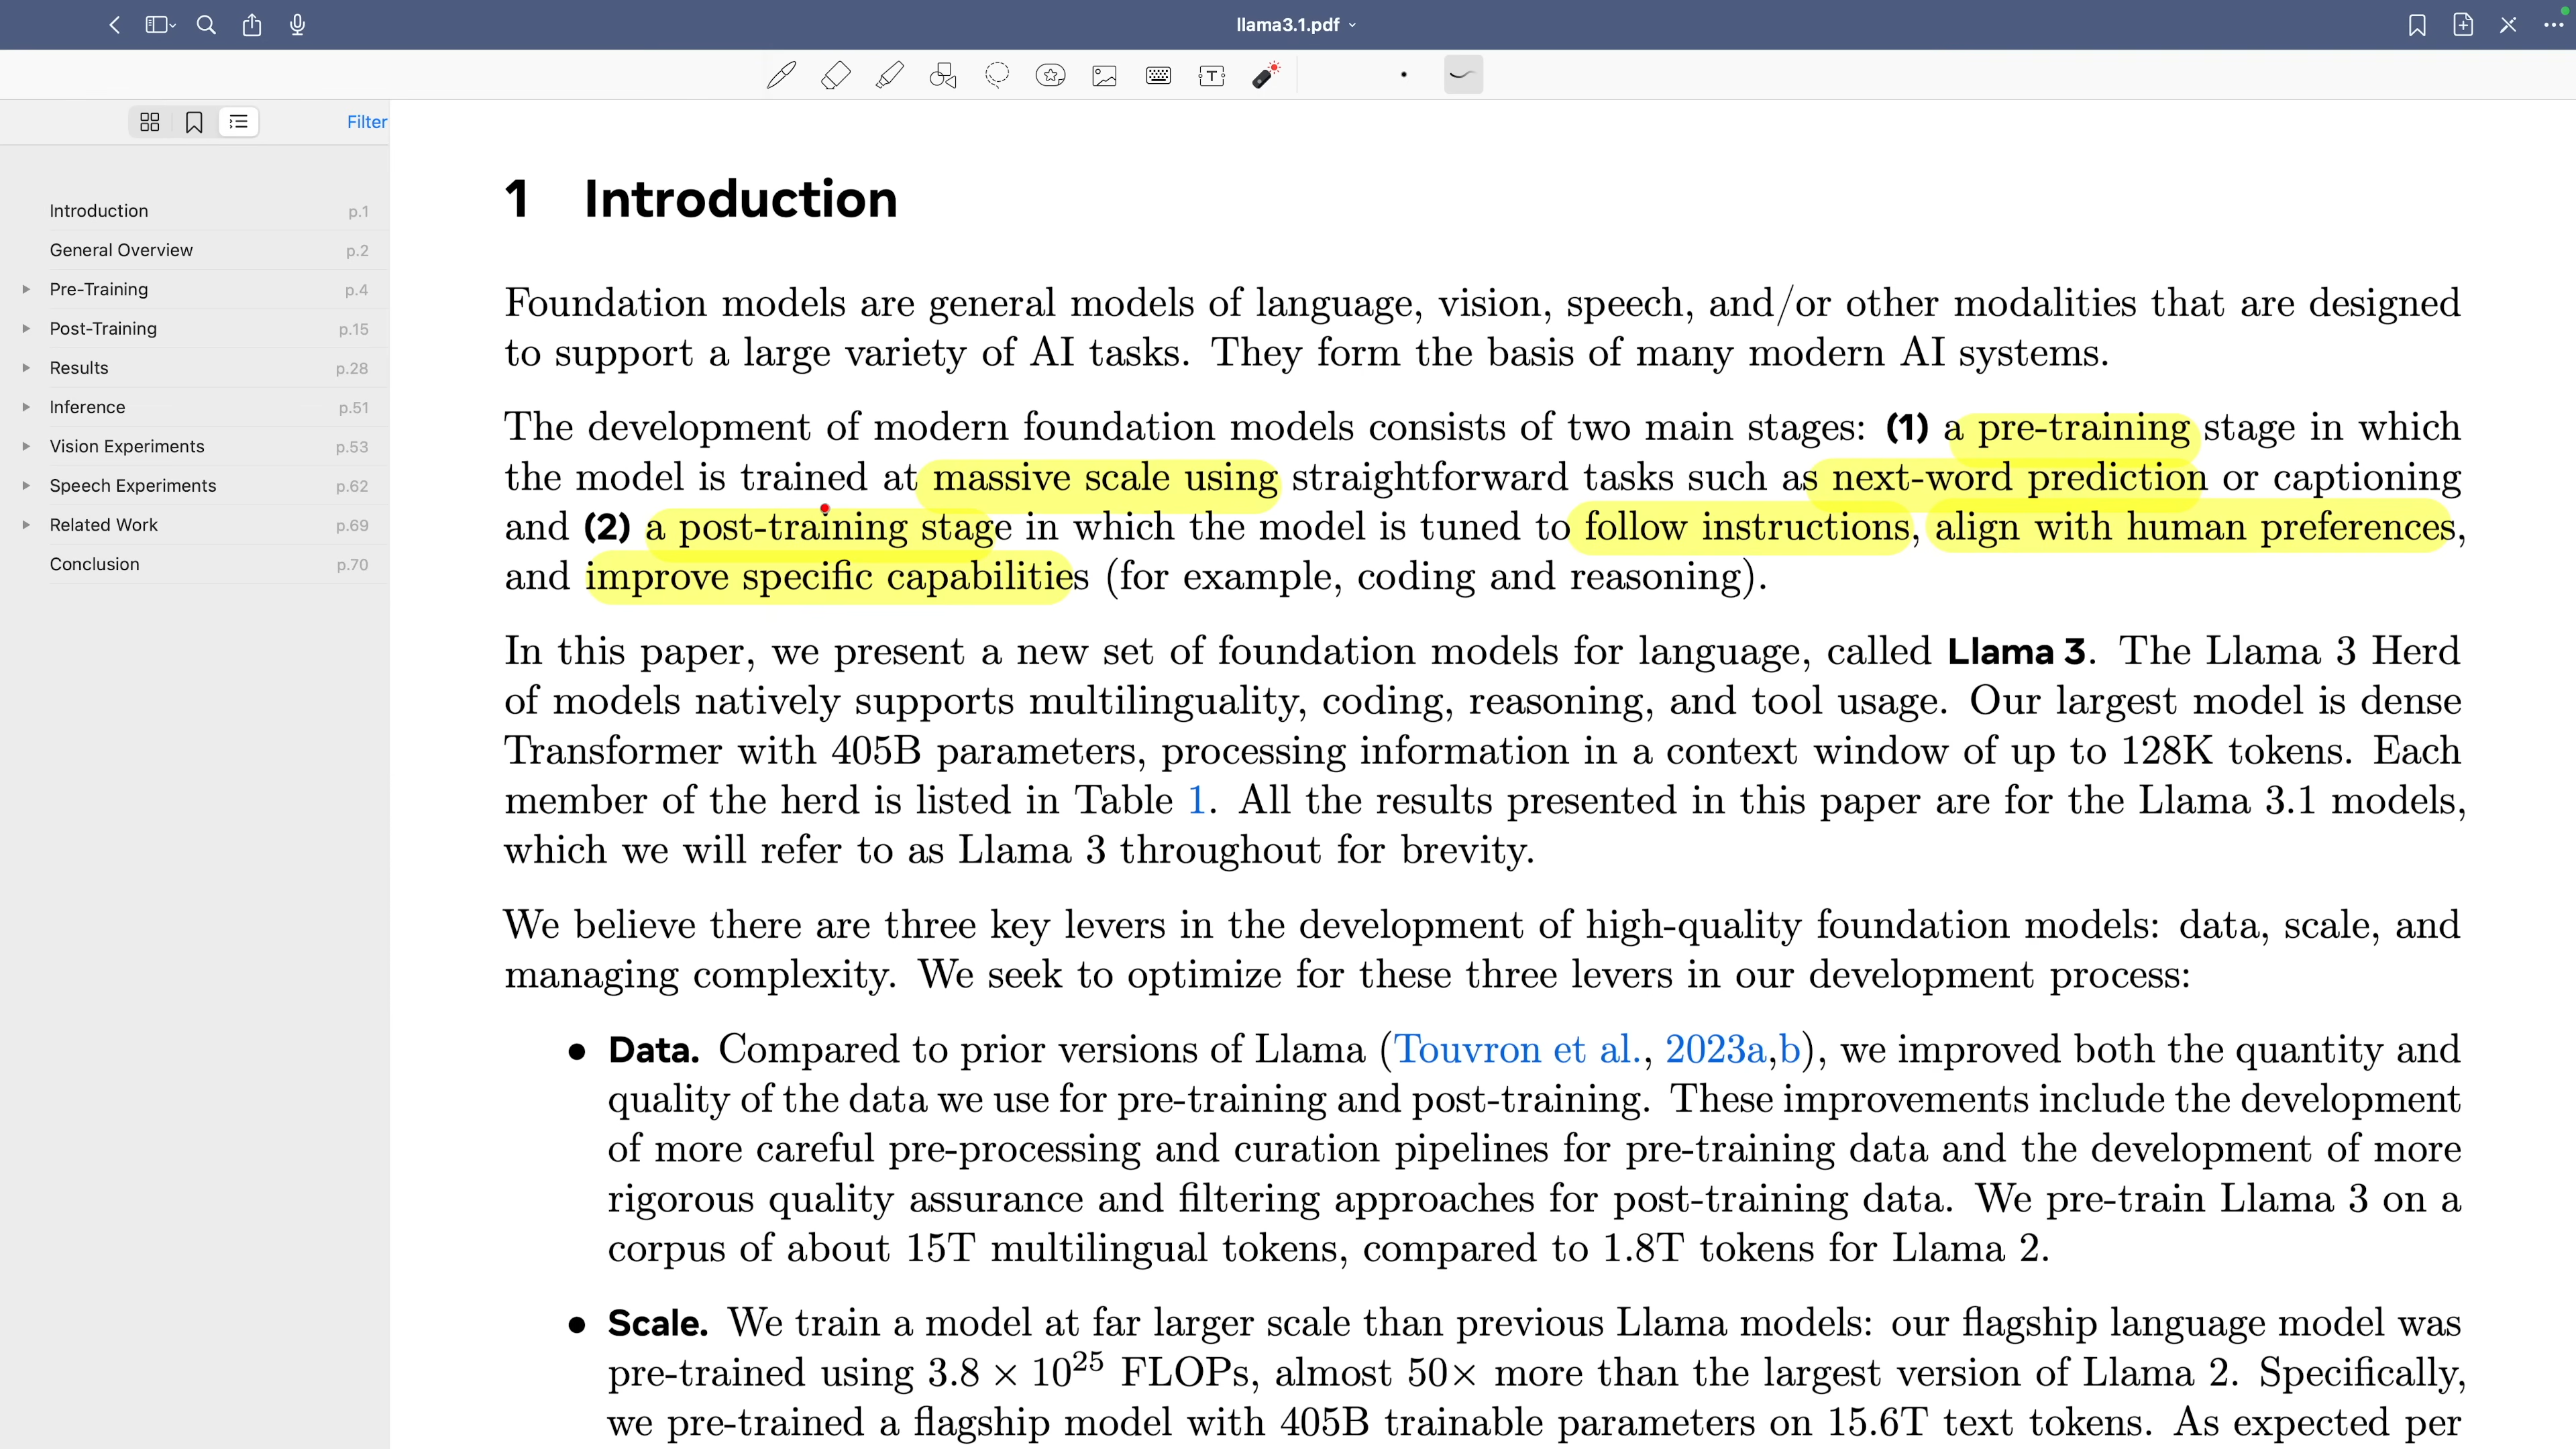 llama3.1.pdf
Filter
Introduction p.1
General Overview p.2
Pre-Training p.4
Post-Training p.15
Results p.28
Inference p.51
Vision Experiments p.53
Speech Experiments p.62
Related Work p.69
Conclusion p.70
1 Introduction
Foundation models are general models of language, vision, speech, and/or other modalities that are designed
to support a large variety of AI tasks. They form the basis of many modern AI systems.
The development of modern foundation models consists of two main stages: (1) a pre-training stage in which
the model is trained at massive scale using straightforward tasks such as next-word prediction or captioning
and (2) a post-training stage in which the model is tuned to follow instructions, align with human preferences,
and improve specific capabilities (for example, coding and reasoning).
In this paper, we present a new set of foundation models for language, called Llama 3. The Llama 3 Herd
of models natively supports multilinguality, coding, reasoning, and tool usage. Our largest model is dense
Transformer with 405B parameters, processing information in a context window of up to 128K tokens. Each
member of the herd is listed in Table 1. All the results presented in this paper are for the Llama 3.1 models,
which we will refer to as Llama 3 throughout for brevity.
We believe there are three key levers in the development of high-quality foundation models: data, scale, and
managing complexity. We seek to optimize for these three levers in our development process:
• Data. Compared to prior versions of Llama (Touvron et al., 2023a,b), we improved both the quantity and
quality of the data we use for pre-training and post-training. These improvements include the development
of more careful pre-processing and curation pipelines for pre-training data and the development of more
rigorous quality assurance and filtering approaches for post-training data. We pre-train Llama 3 on a
corpus of about 15T multilingual tokens, compared to 1.8T tokens for Llama 2.
• Scale. We train a model at far larger scale than previous Llama models: our flagship language model was
pre-trained using 3.8 × 10²⁵ FLOPs, almost 50× more than the largest version of Llama 2. Specifically,
we pre-trained a flagship model with 405B trainable parameters on 15.6T text tokens. As expected per